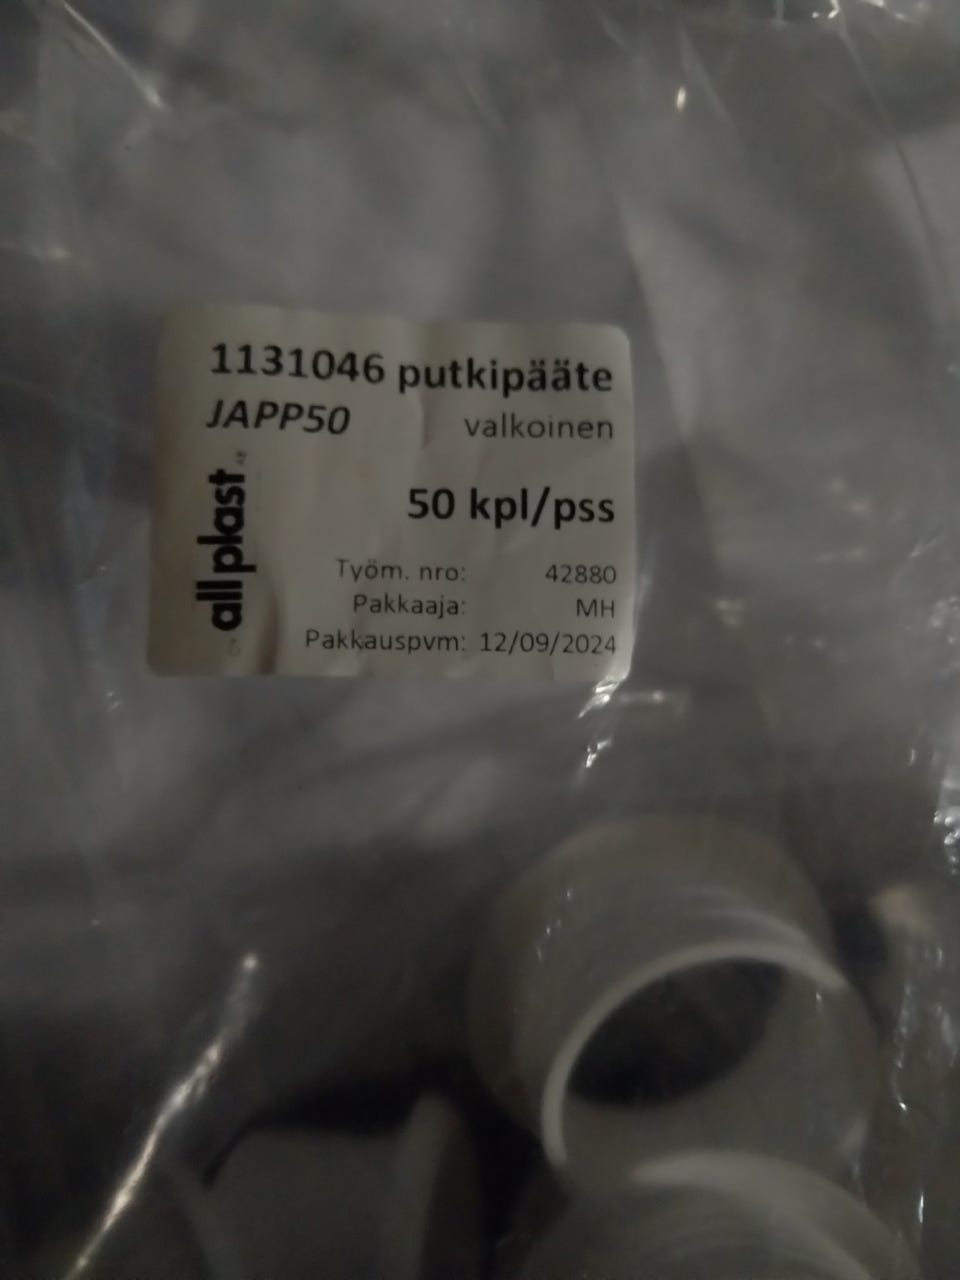 1131046 putkipääte
JAPP50 valkoinen
50 kpl/pss
Työm. nro: 42880
Pakkaaja: MH
Pakkauspvm: 12/09/2024
all plast